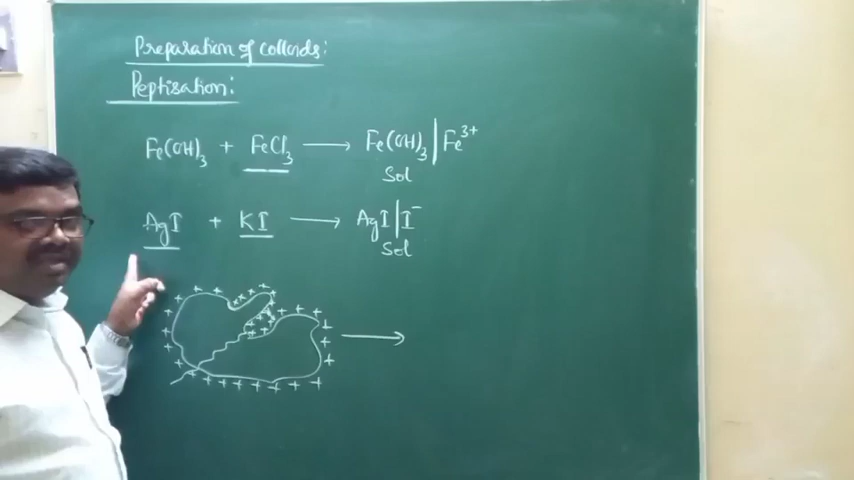 Preparation of colloids:
Peptisation:
Fe(OH)₃ + FeCl₃ ⟶ Fe(OH)₃ | Fe³⁺
Sol
AgI + KI ⟶ AgI | I⁻
Sol